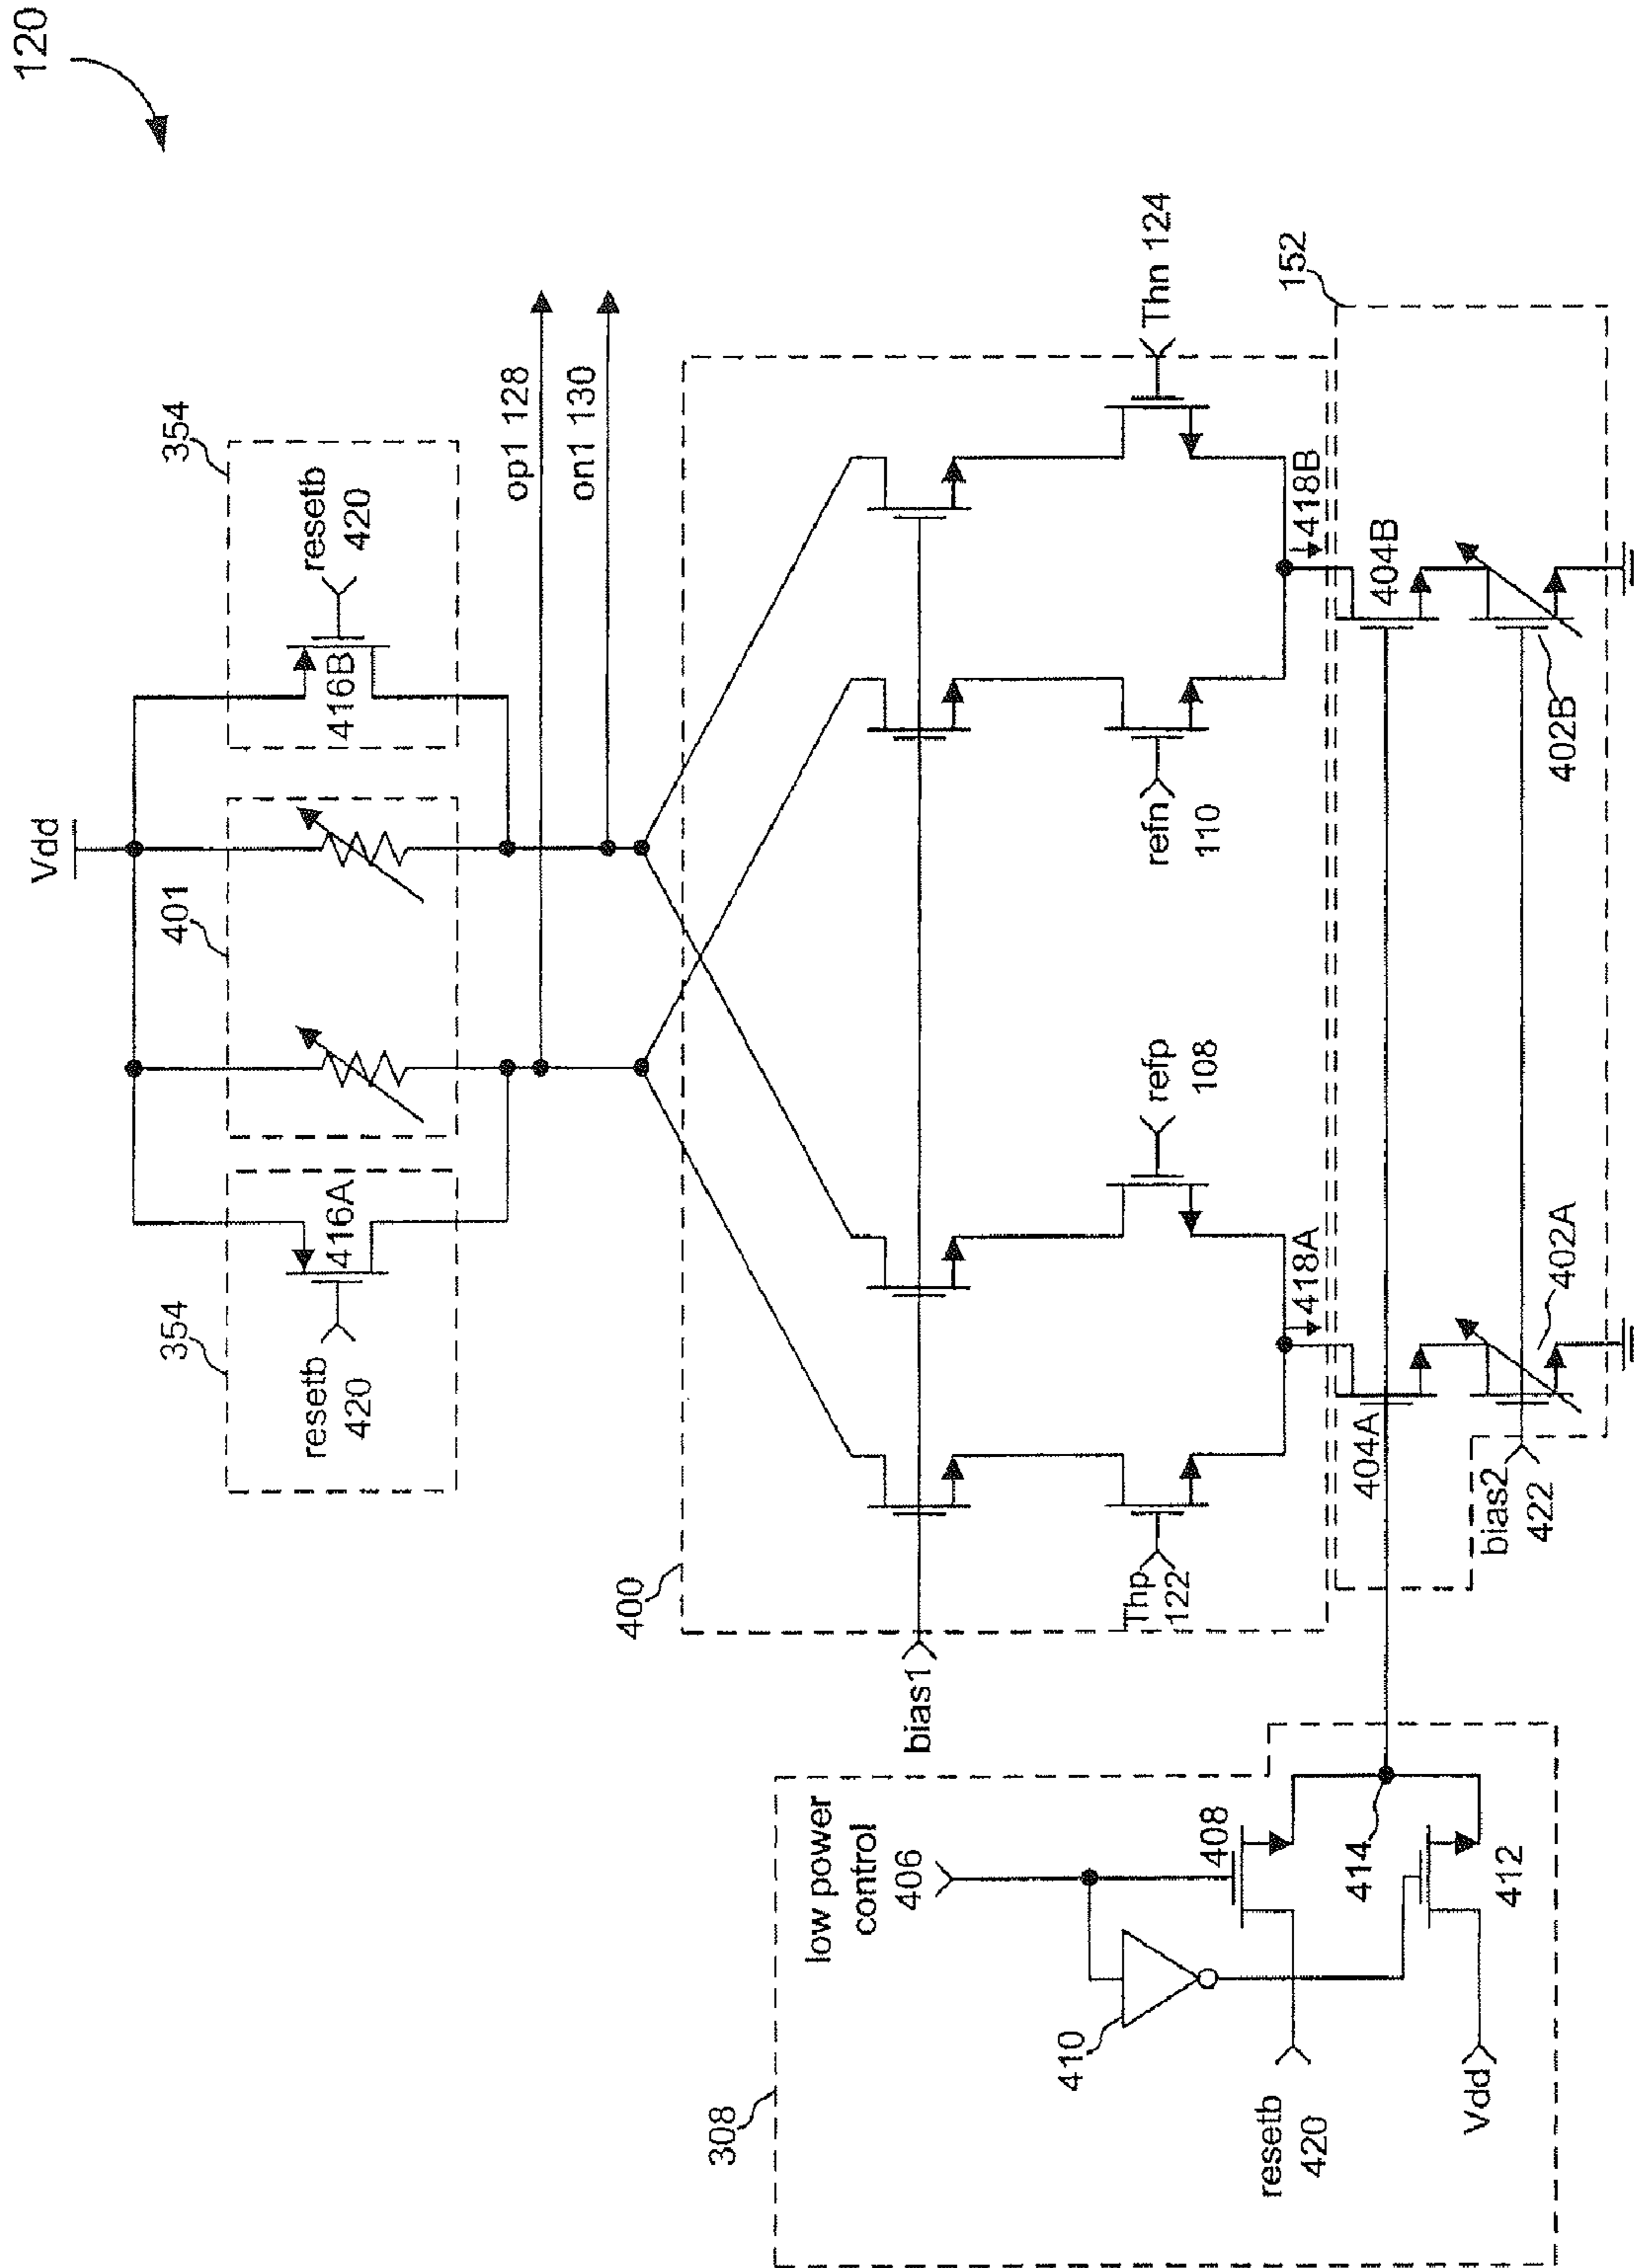 120
Vdd
354
416A
resetb
420
401
354
416B
resetb
420
op1 128
on1 130
400
bias1
Thp
122
refp
108
refn
110
Thn 124
418A
418B
152
404A
404B
402A
402B
bias2
422
308
low power
control
406
408
410
412
414
resetb
420
Vdd